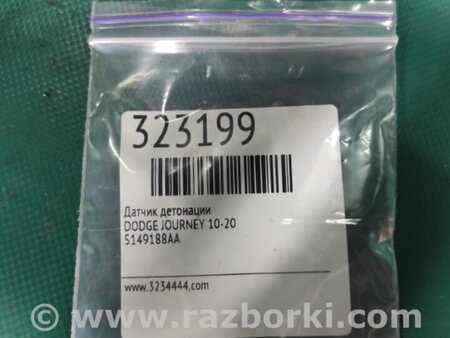 323199
Датчик детонации
DODGE JOURNEY 10-20
5149188AA
www.3234444.com
www.razborki.com